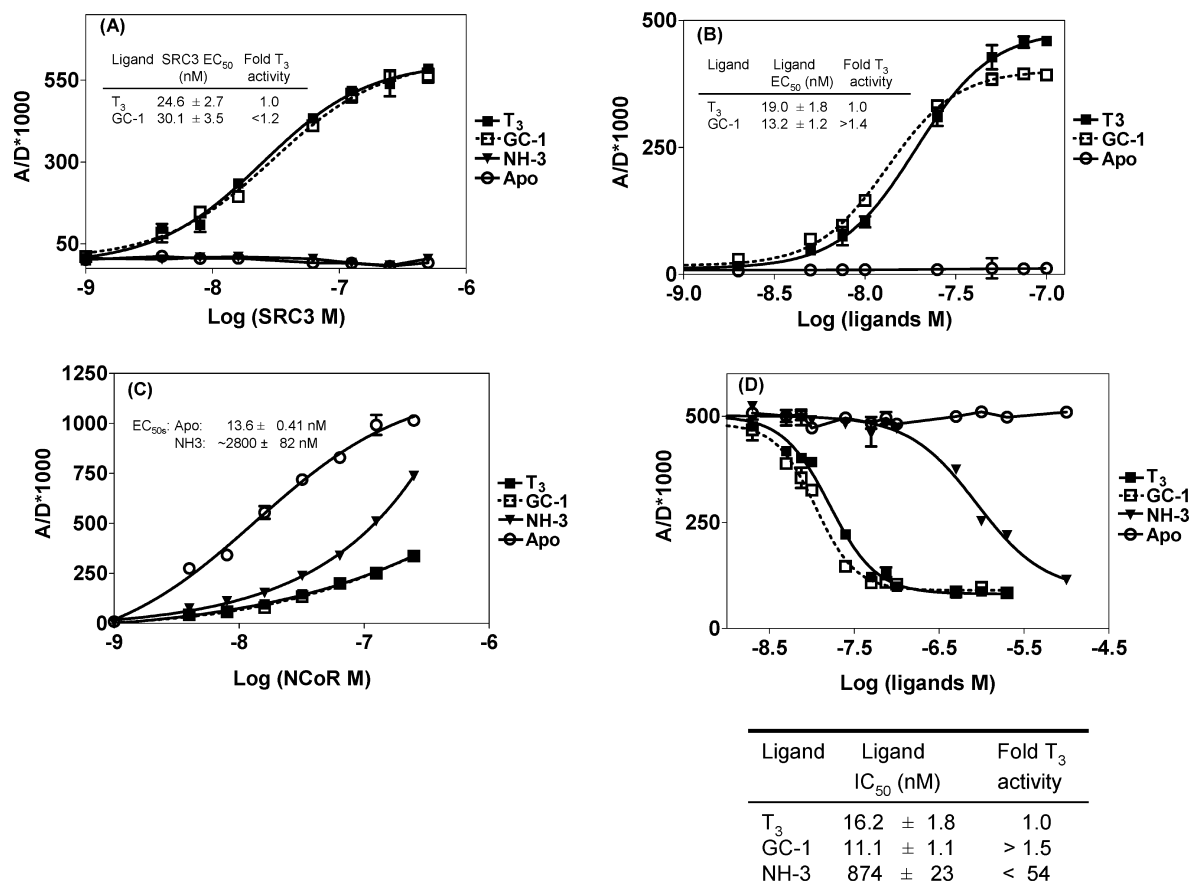 (A)
Ligand SRC3 EC50 Fold T3
(nM) activity
T3 24.6 ± 2.7 1.0
GC-1 30.1 ± 3.5 <1.2
A/D*1000
550
300
50
-9 -8 -7 -6
Log (SRC3 M)
T3
GC-1
NH-3
Apo
(B)
Ligand Ligand Fold T3
EC50 (nM) activity
T3 19.0 ± 1.8 1.0
GC-1 13.2 ± 1.2 >1.4
A/D*1000
500
250
0
-9.0 -8.5 -8.0 -7.5 -7.0
Log (ligands M)
T3
GC-1
Apo
(C)
EC50s: Apo: 13.6 ± 0.41 nM
NH3: ~2800 ± 82 nM
A/D*1000
1250
1000
750
500
250
0
-9 -8 -7 -6
Log (NCoR M)
T3
GC-1
NH-3
Apo
(D)
A/D*1000
500
250
0
-8.5 -7.5 -6.5 -5.5 -4.5
Log (ligands M)
T3
GC-1
NH-3
Apo
Ligand Ligand Fold T3
IC50 (nM) activity
T3 16.2 ± 1.8 1.0
GC-1 11.1 ± 1.1 > 1.5
NH-3 874 ± 23 < 54